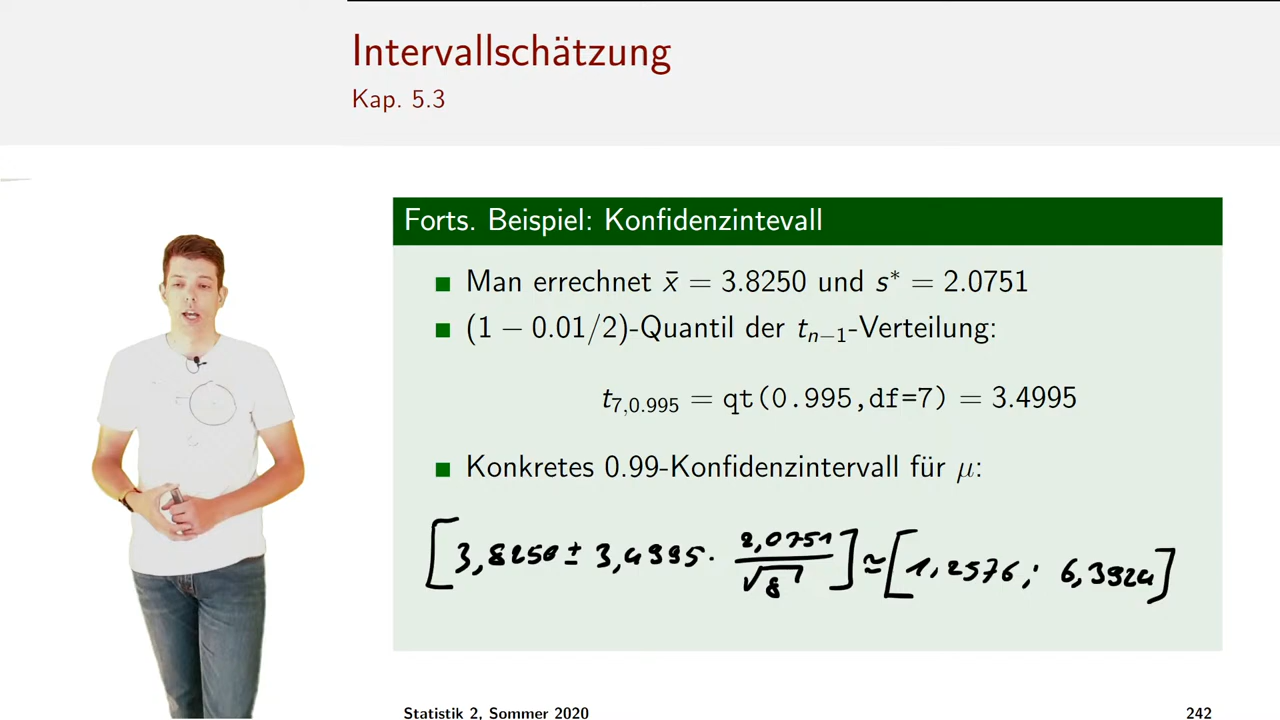 Intervallschätzung
Kap. 5.3
Forts. Beispiel: Konfidenzintevall
Man errechnet x̄ = 3.8250 und s* = 2.0751
(1 − 0.01/2)-Quantil der tₙ₋₁-Verteilung:
t₇,₀.₉₉₅ = qt(0.995,df=7) = 3.4995
Konkretes 0.99-Konfidenzintervall für μ:
[3,8250 ± 3,4995 · 2,0751/√8] ≃ [1,2576; 6,3924]
Statistik 2, Sommer 2020 242